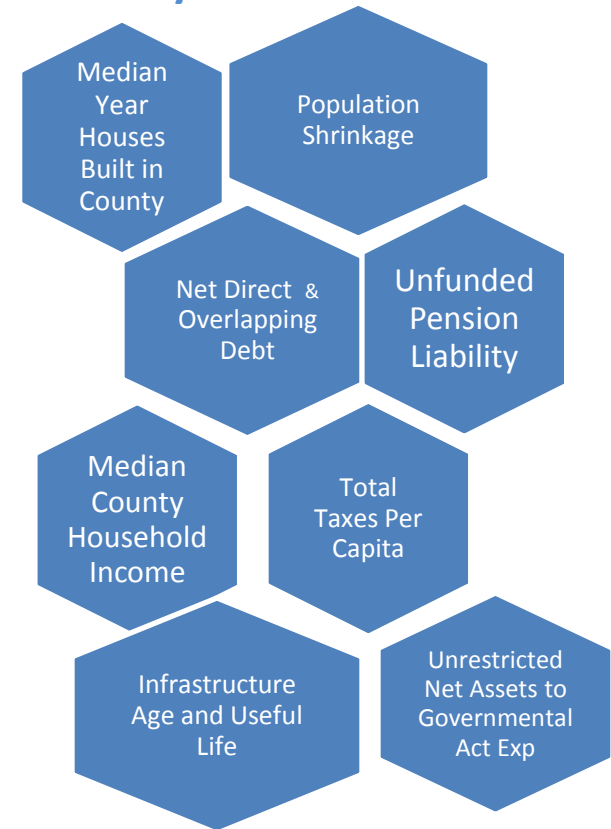 Median
Year
Houses
Built in
County
Population
Shrinkage
Net Direct &
Overlapping
Debt
Unfunded
Pension
Liability
Median
County
Household
Income
Total
Taxes Per
Capita
Infrastructure
Age and Useful
Life
Unrestricted
Net Assets to
Governmental
Act Exp